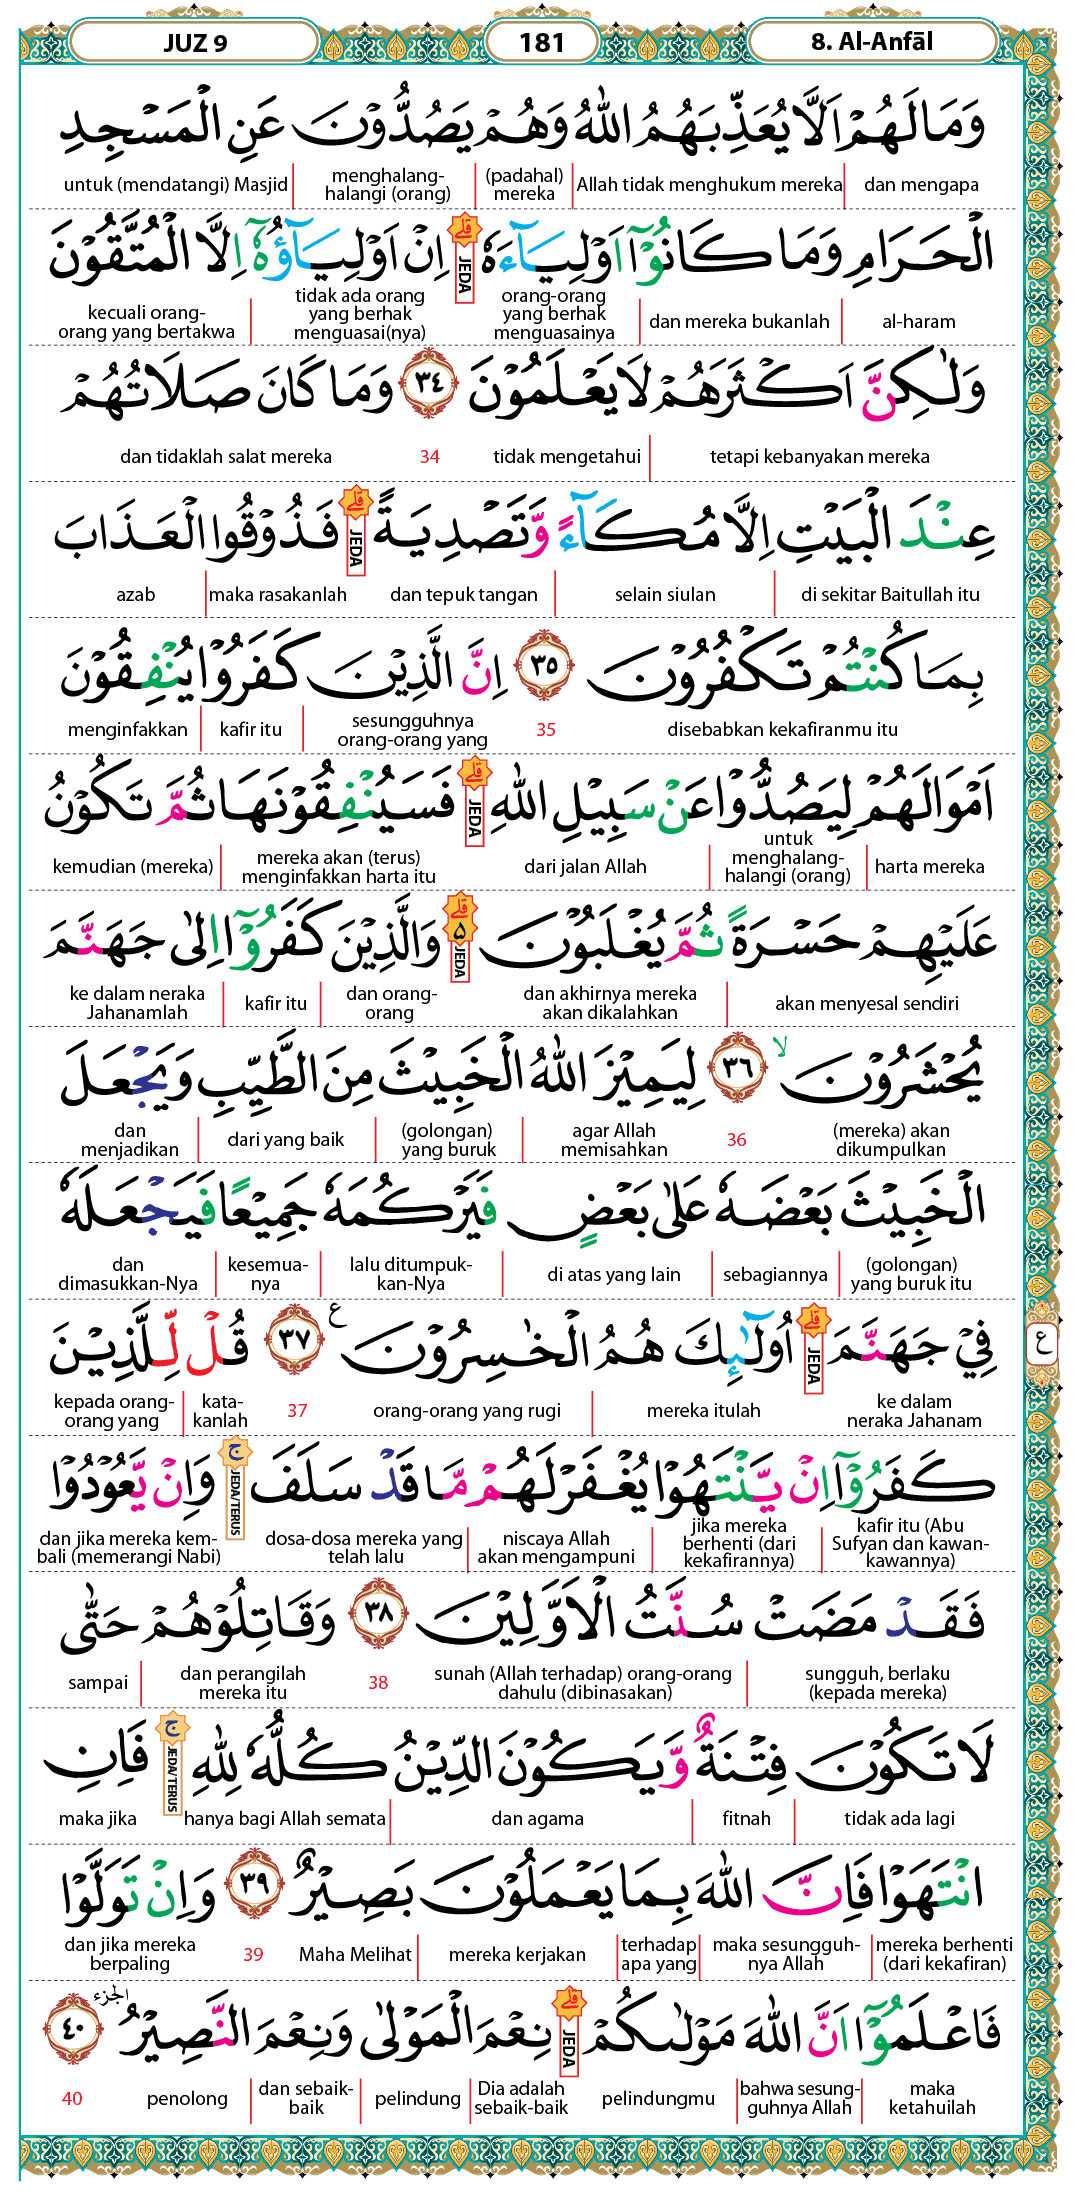 JUZ 9 181 8. Al-Anfāl
وَمَا لَهُمْ اَلَّا يُعَذِّبَهُمُ اللّٰهُ وَهُمْ يَصُدُّوْنَ عَنِ الْمَسْجِدِ
dan mengapa | Allah tidak menghukum mereka | (padahal) mereka | menghalang-halangi (orang) | untuk (mendatangi) Masjid
الْحَرَامِ وَمَا كَانُوْٓا اَوْلِيَاۤءَهٗ ۗ قلى JEDA اِنْ اَوْلِيَاۤؤُهٗٓ اِلَّا الْمُتَّقُوْنَ
al-haram | dan mereka bukanlah | orang-orang yang berhak menguasainya tidak ada orang yang berhak menguasai(nya) | kecuali orang-orang yang bertakwa
وَلٰكِنَّ اَكْثَرَهُمْ لَا يَعْلَمُوْنَ ٣٤ وَمَا كَانَ صَلَاتُهُمْ
tetapi kebanyakan mereka | tidak mengetahui 34 dan tidaklah salat mereka
عِنْدَ الْبَيْتِ اِلَّا مُكَاۤءً وَّتَصْدِيَةً قلى JEDA فَذُوْقُوا الْعَذَابَ
di sekitar Baitullah itu | selain siulan | dan tepuk tangan maka rasakanlah | azab
بِمَا كُنْتُمْ تَكْفُرُوْنَ ٣٥ اِنَّ الَّذِيْنَ كَفَرُوْا يُنْفِقُوْنَ
disebabkan kekafiranmu itu 35 sesungguhnya orang-orang yang | kafir itu | menginfakkan
اَمْوَالَهُمْ لِيَصُدُّوْا عَنْ سَبِيْلِ اللّٰهِ قلى JEDA فَسَيُنْفِقُوْنَهَا ثُمَّ تَكُوْنُ
harta mereka | untuk menghalang-halangi (orang) | dari jalan Allah mereka akan (terus) menginfakkan harta itu | kemudian (mereka)
عَلَيْهِمْ حَسْرَةً ثُمَّ يُغْلَبُوْنَ قلى ۵ JEDA وَالَّذِيْنَ كَفَرُوْٓا اِلٰى جَهَنَّمَ
akan menyesal sendiri | dan akhirnya mereka akan dikalahkan dan orang-orang | kafir itu | ke dalam neraka Jahanamlah
يُحْشَرُوْنَ لا ٣٦ لِيَمِيْزَ اللّٰهُ الْخَبِيْثَ مِنَ الطَّيِّبِ وَيَجْعَلَ
(mereka) akan dikumpulkan 36 agar Allah memisahkan | (golongan) yang buruk | dari yang baik | dan menjadikan
الْخَبِيْثَ بَعْضَهٗ عَلٰى بَعْضٍ فَيَرْكُمَهٗ جَمِيْعًا فَيَجْعَلَهٗ
(golongan) yang buruk itu | sebagiannya | di atas yang lain | lalu ditumpuk-kan-Nya | kesemua-nya | dan dimasukkan-Nya
فِيْ جَهَنَّمَ قلى JEDA اُولٰۤىِٕكَ هُمُ الْخٰسِرُوْنَ ع ٣٧ قُلْ لِّلَّذِيْنَ ع
ke dalam neraka Jahanam mereka itulah | orang-orang yang rugi 37 kata-kanlah | kepada orang-orang yang
كَفَرُوْٓا اِنْ يَّنْتَهُوْا يُغْفَرْ لَهُمْ مَّا قَدْ سَلَفَ ج JEDA/TERUS وَاِنْ يَّعُوْدُوْا
kafir itu (Abu Sufyan dan kawan-kawannya) | jika mereka berhenti (dari kekafirannya) | niscaya Allah akan mengampuni | dosa-dosa mereka yang telah lalu dan jika mereka kem-bali (memerangi Nabi)
فَقَدْ مَضَتْ سُنَّتُ الْاَوَّلِيْنَ ٣٨ وَقَاتِلُوْهُمْ حَتّٰى
sungguh, berlaku (kepada mereka) | sunah (Allah terhadap) orang-orang dahulu (dibinasakan) 38 dan perangilah mereka itu | sampai
لَا تَكُوْنَ فِتْنَةٌ وَّيَكُوْنَ الدِّيْنُ كُلُّهٗ لِلّٰهِ ج JEDA/TERUS فَاِنِ
tidak ada lagi | fitnah | dan agama | hanya bagi Allah semata maka jika
انْتَهَوْا فَاِنَّ اللّٰهَ بِمَا يَعْمَلُوْنَ بَصِيْرٌ ٣٩ وَاِنْ تَوَلَّوْا
mereka berhenti (dari kekafiran) | maka sesungguh-nya Allah | terhadap apa yang | mereka kerjakan | Maha Melihat 39 dan jika mereka berpaling
فَاعْلَمُوْٓا اَنَّ اللّٰهَ مَوْلٰىكُمْ قلى JEDA نِعْمَ الْمَوْلٰى وَنِعْمَ النَّصِيْرُ الجزء ٤٠
maka ketahuilah | bahwa sesung-guhnya Allah | pelindungmu Dia adalah sebaik-baik | pelindung | dan sebaik-baik | penolong 40